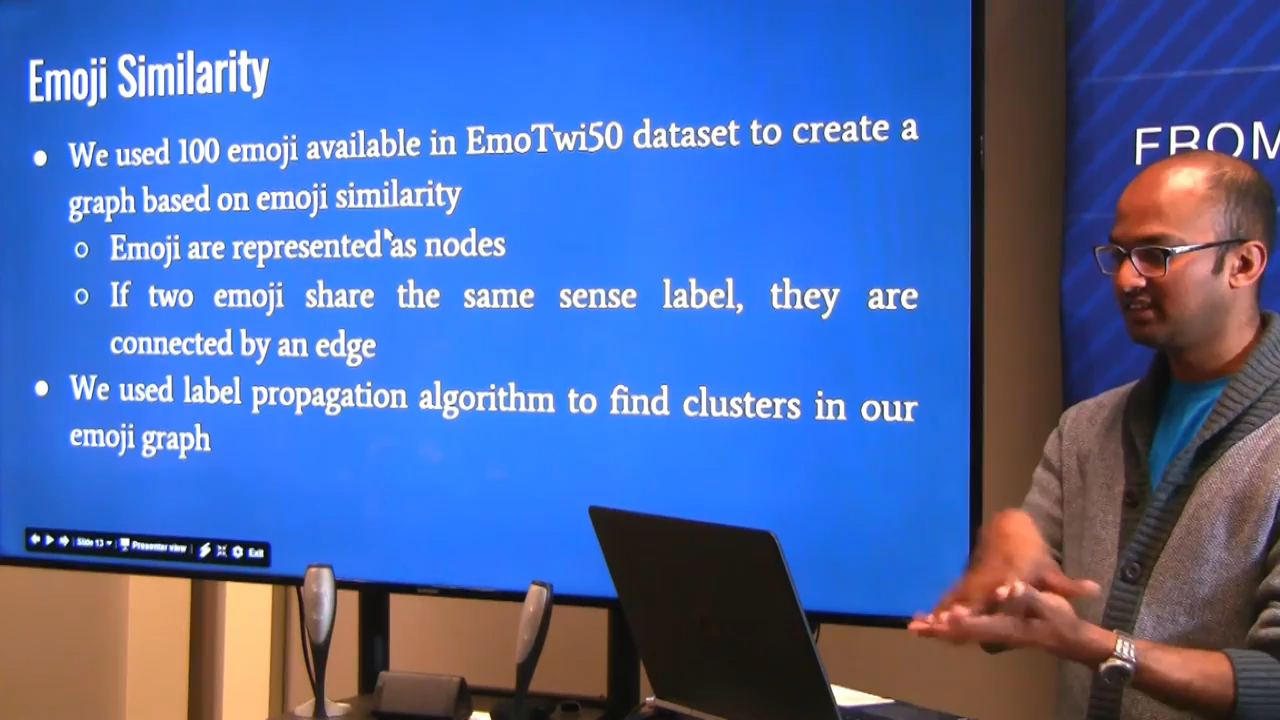 Emoji Similarity
● We used 100 emoji available in EmoTwi50 dataset to create a
graph based on emoji similarity
○ Emoji are represented as nodes
○ If two emoji share the same sense label, they are
connected by an edge
● We used label propagation algorithm to find clusters in our
emoji graph
Slide 13 Presenter view Exit
FROM